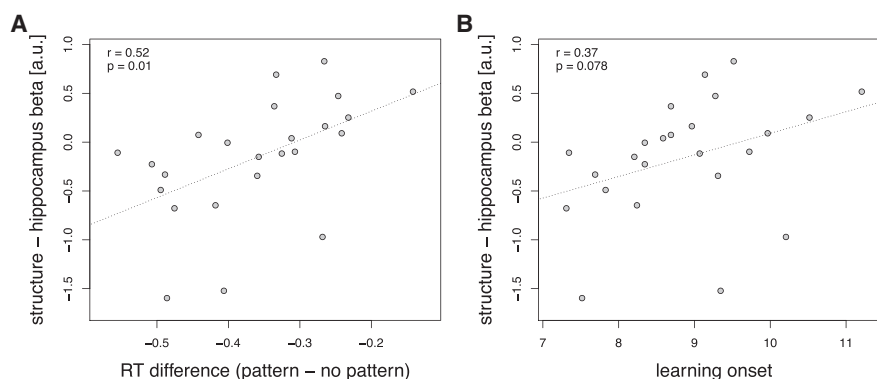 A
r = 0.52
p = 0.01
structure – hippocampus beta [a.u.]
1.0
0.5
0.0
−0.5
−1.0
−1.5
−0.5 −0.4 −0.3 −0.2
RT difference (pattern – no pattern)
B
r = 0.37
p = 0.078
structure – hippocampus beta [a.u.]
1.0
0.5
0.0
−0.5
−1.0
−1.5
7 8 9 10 11
learning onset